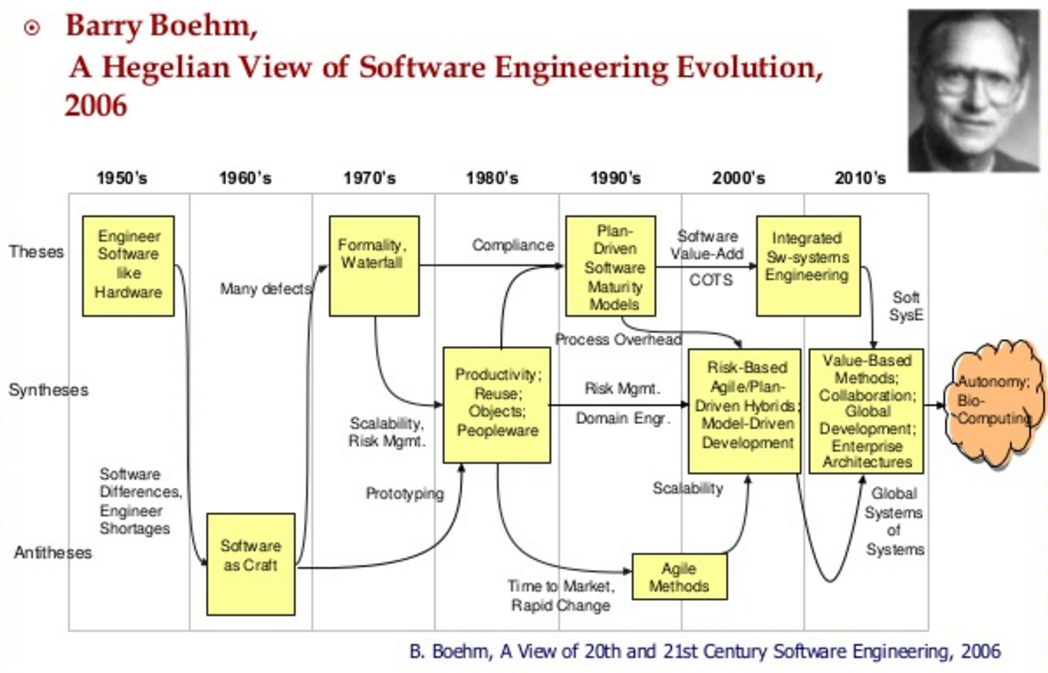 Barry Boehm,
A Hegelian View of Software Engineering Evolution,
2006
1950's 1960's 1970's 1980's 1990's 2000's 2010's
Theses
Syntheses
Antitheses
Engineer
Software
like
Hardware
Many defects
Formality,
Waterfall
Compliance
Plan-
Driven
Software
Maturity
Models
Software
Value-Add
COTS
Integrated
Sw-systems
Engineering
Soft
SysE
Process Overhead
Productivity;
Reuse;
Objects;
Peopleware
Scalability,
Risk Mgmt.
Risk Mgmt.
Domain Engr.
Risk-Based
Agile/Plan-
Driven Hybrids;
Model-Driven
Development
Value-Based
Methods;
Collaboration;
Global
Development;
Enterprise
Architectures
Autonomy;
Bio-
Computing
Software
Differences,
Engineer
Shortages
Prototyping
Scalability
Global
Systems
of
Systems
Software
as Craft
Time to Market,
Rapid Change
Agile
Methods
B. Boehm, A View of 20th and 21st Century Software Engineering, 2006